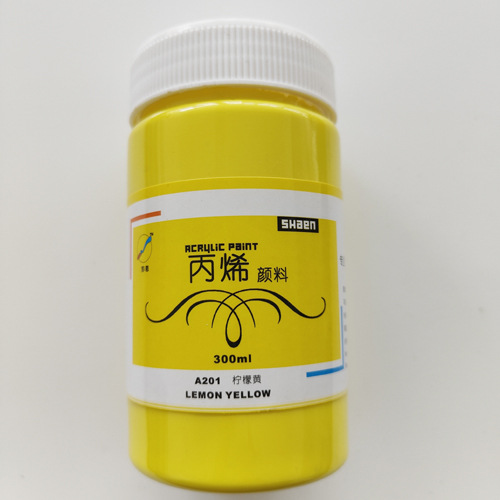 SHAEN
ACRYLIC PAINT
丙烯 颜料
300ml
A201 柠檬黄
LEMON YELLOW